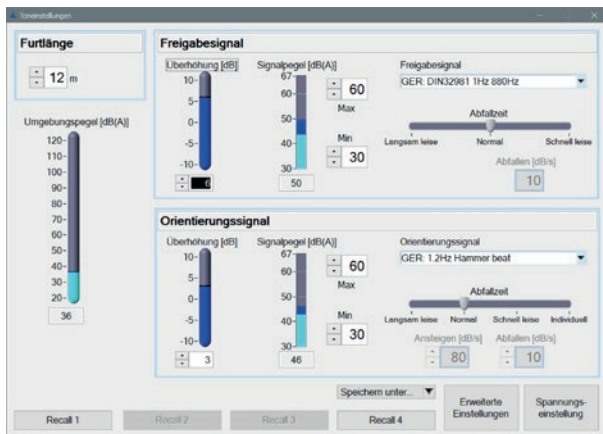 Toneinstellungen
Furtlänge
12 m
Umgebungspegel [dB(A)]
120-
110-
100-
90-
80-
70-
60-
50-
40-
30-
20-
36
Freigabesignal
Überhöhung [dB]
10-
5-
0-
-5-
-10-
6
Signalpegel [dB(A)]
67-
60-
50-
40-
30-
50
60
Max
Min
30
Freigabesignal
GER: DIN32981 1Hz 880Hz
Abfallzeit
Langsam leise Normal Schnell leise
Abfallen [dB/s]
10
Orientierungssignal
Überhöhung [dB]
10-
5-
0-
-5-
-10-
3
Signalpegel [dB(A)]
67-
60-
50-
40-
30-
46
60
Max
Min
30
Orientierungssignal
GER: 1.2Hz Hammer beat
Abfallzeit
Langsam leise Normal Schnell leise Individuell
Ansteigen [dB/s] Abfallen [dB/s]
80 10
Speichern unter...
Erweiterte
Einstellungen
Spannungs-
einstellung
Recall 1 Recall 2 Recall 3 Recall 4